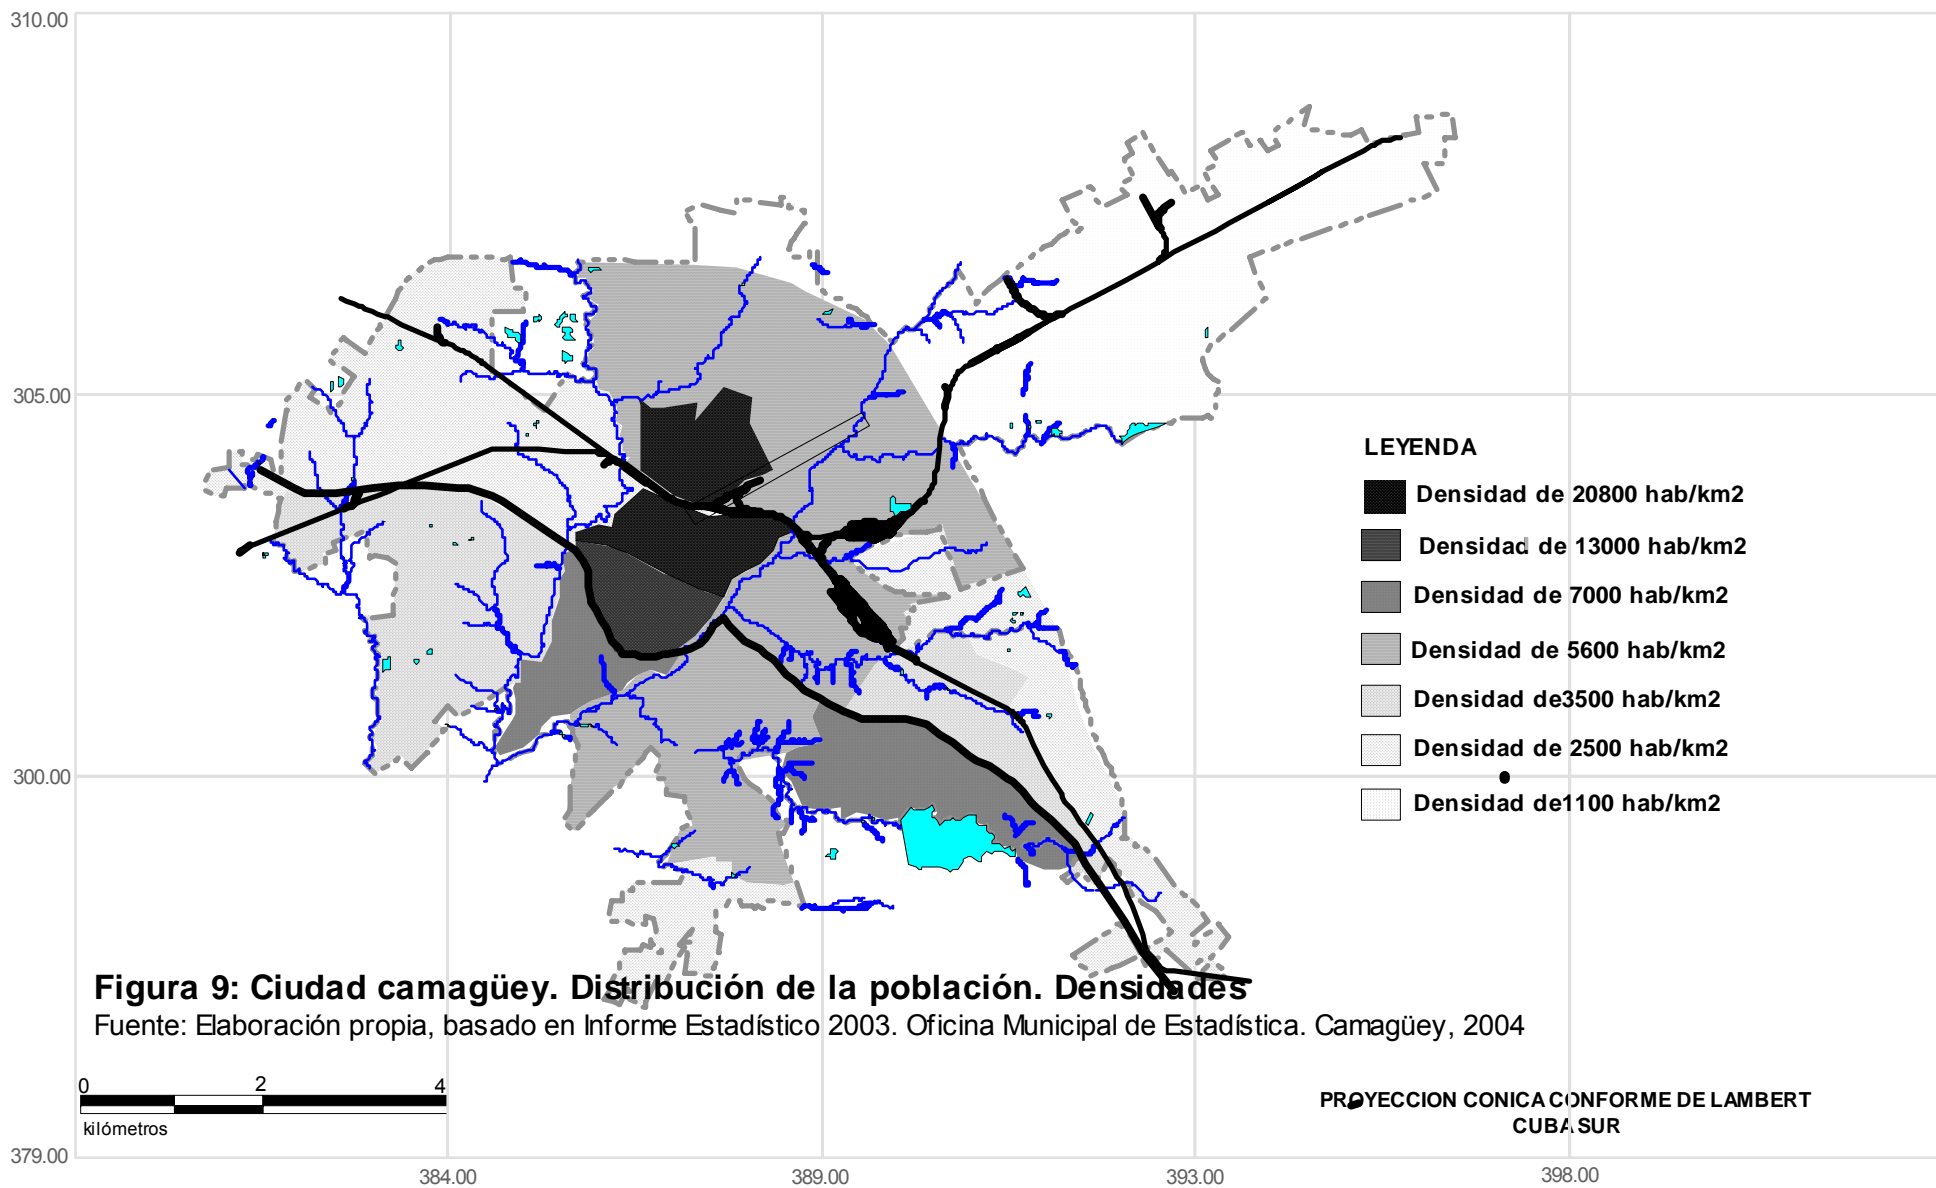 310.00
305.00
LEYENDA
Densidad de 20800 hab/km2
Densidad de 13000 hab/km2
Densidad de 7000 hab/km2
Densidad de 5600 hab/km2
Densidad de3500 hab/km2
Densidad de 2500 hab/km2
Densidad de1100 hab/km2
300.00
Figura 9: Ciudad camagüey. Distribución de la población. Densidades
Fuente: Elaboración propia, basado en Informe Estadístico 2003. Oficina Municipal de Estadística. Camagüey, 2004
0 2 4
kilómetros
PROYECCION CONICA CONFORME DE LAMBERT
CUBA SUR
379.00
384.00 389.00 393.00 398.00